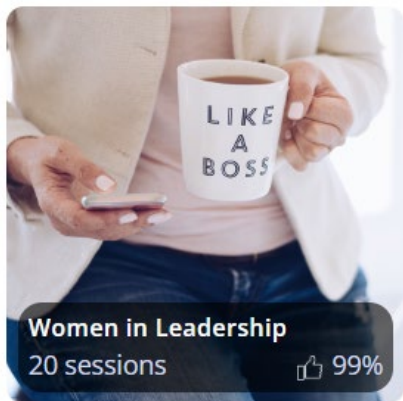 LIKE
A
BOSS
Women in Leadership
20 sessions 99%